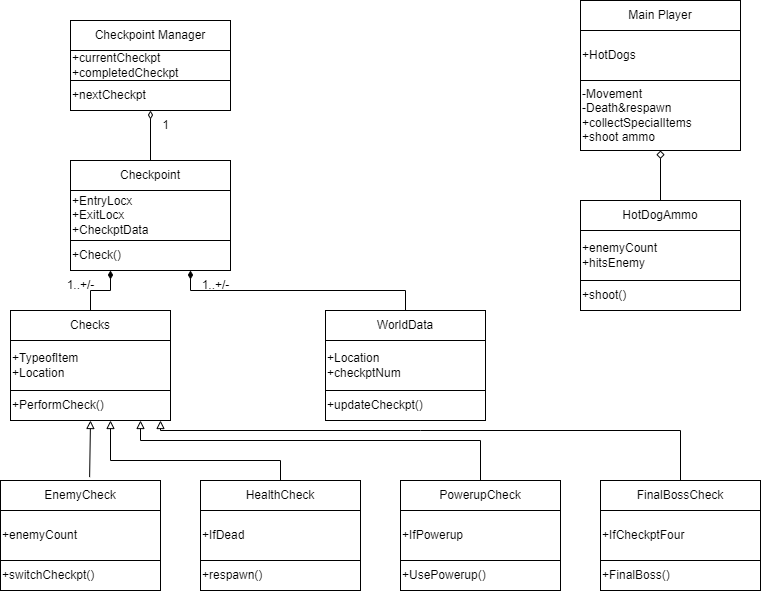 Checkpoint Manager
+currentCheckpt
+completedCheckpt
+nextCheckpt
1
Checkpoint
+EntryLocx
+ExitLocx
+CheckptData
+Check()
1..+/-
1..+/-
Main Player
+HotDogs
-Movement
-Death&respawn
+collectSpecialItems
+shoot ammo
HotDogAmmo
+enemyCount
+hitsEnemy
+shoot()
Checks
+TypeofItem
+Location
+PerformCheck()
WorldData
+Location
+checkptNum
+updateCheckpt()
EnemyCheck
+enemyCount
+switchCheckpt()
HealthCheck
+IfDead
+respawn()
PowerupCheck
+IfPowerup
+UsePowerup()
FinalBossCheck
+IfCheckptFour
+FinalBoss()